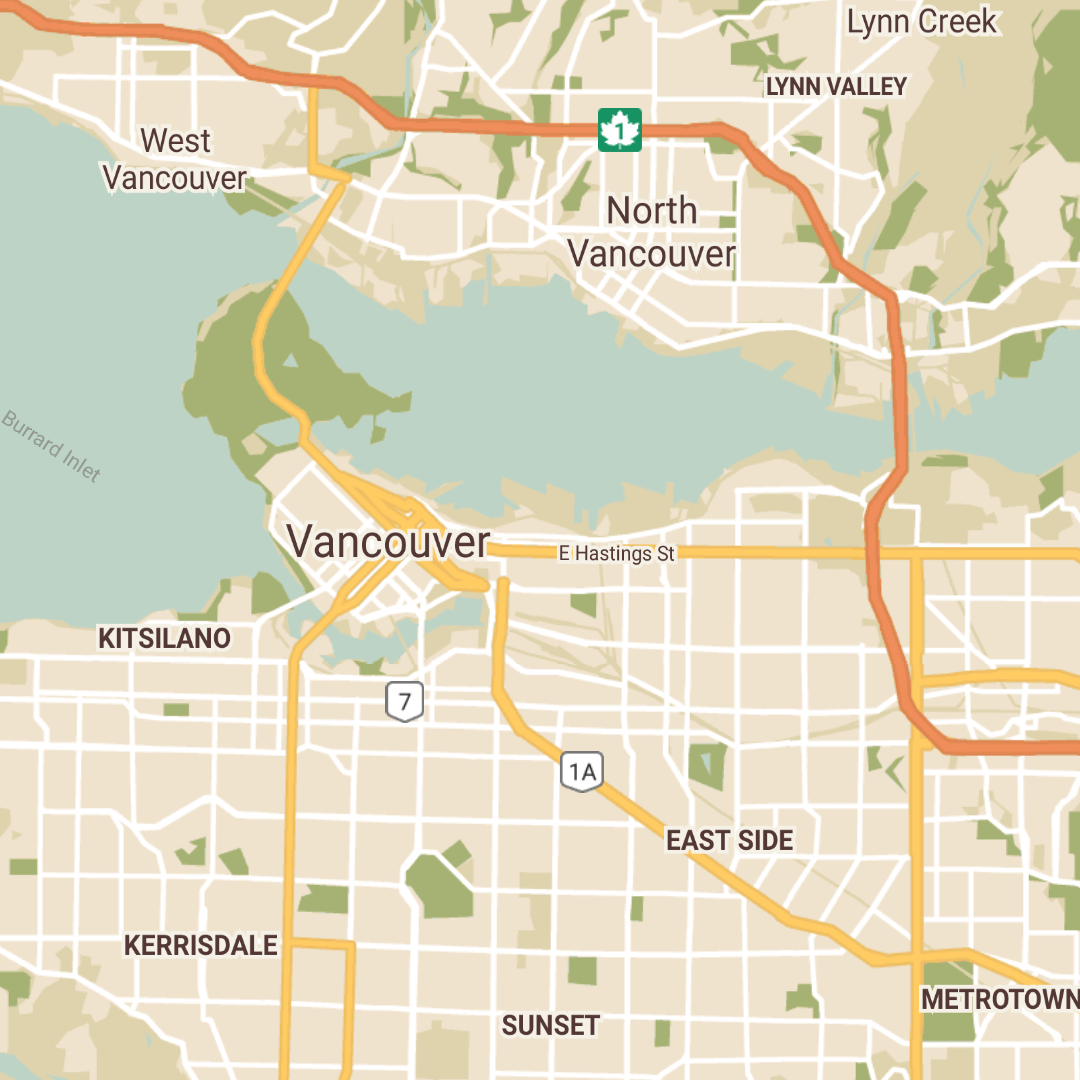 Lynn Creek
LYNN VALLEY
1
West
Vancouver
North
Vancouver
Burrard Inlet
Vancouver
E Hastings St
KITSILANO
7
1A
EAST SIDE
KERRISDALE
METROTOWN
SUNSET